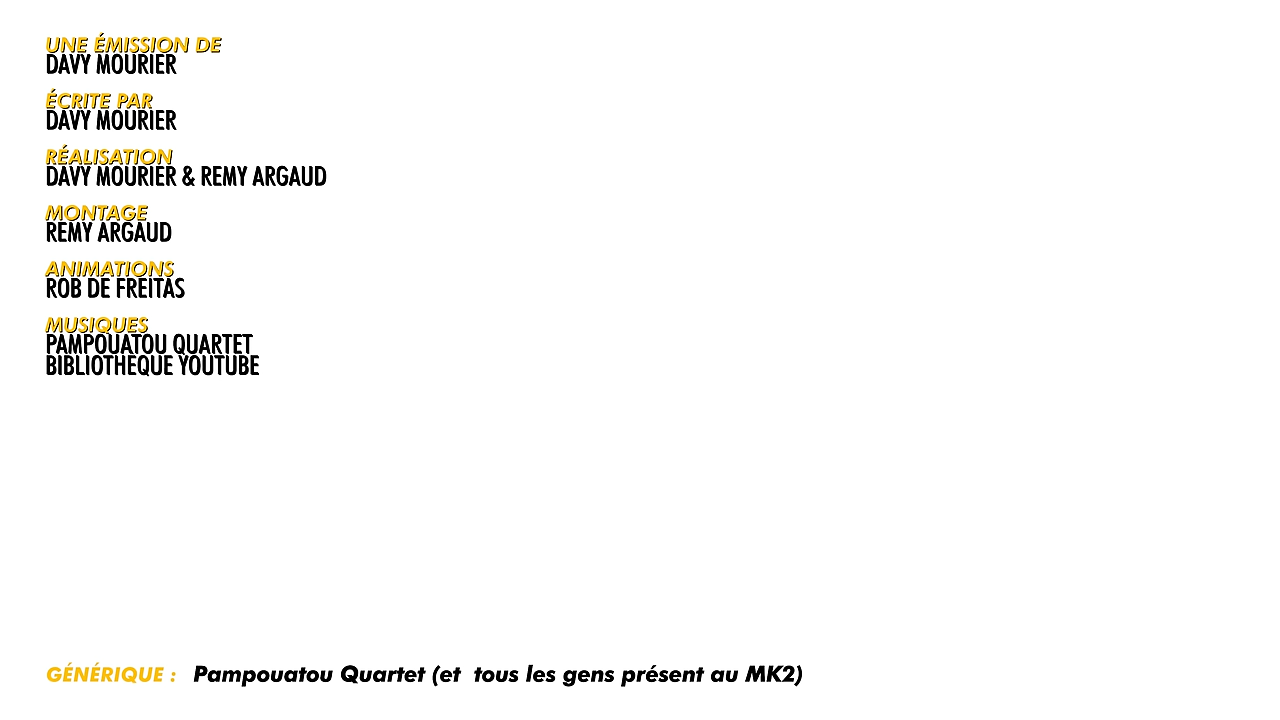 UNE ÉMISSION DE
DAVY MOURIER
ÉCRITE PAR
DAVY MOURIER
RÉALISATION
DAVY MOURIER & REMY ARGAUD
MONTAGE
REMY ARGAUD
ANIMATIONS
ROB DE FREITAS
MUSIQUES
PAMPOUATOU QUARTET
BIBLIOTHEQUE YOUTUBE
GÉNÉRIQUE : Pampouatou Quartet (et tous les gens présent au MK2)